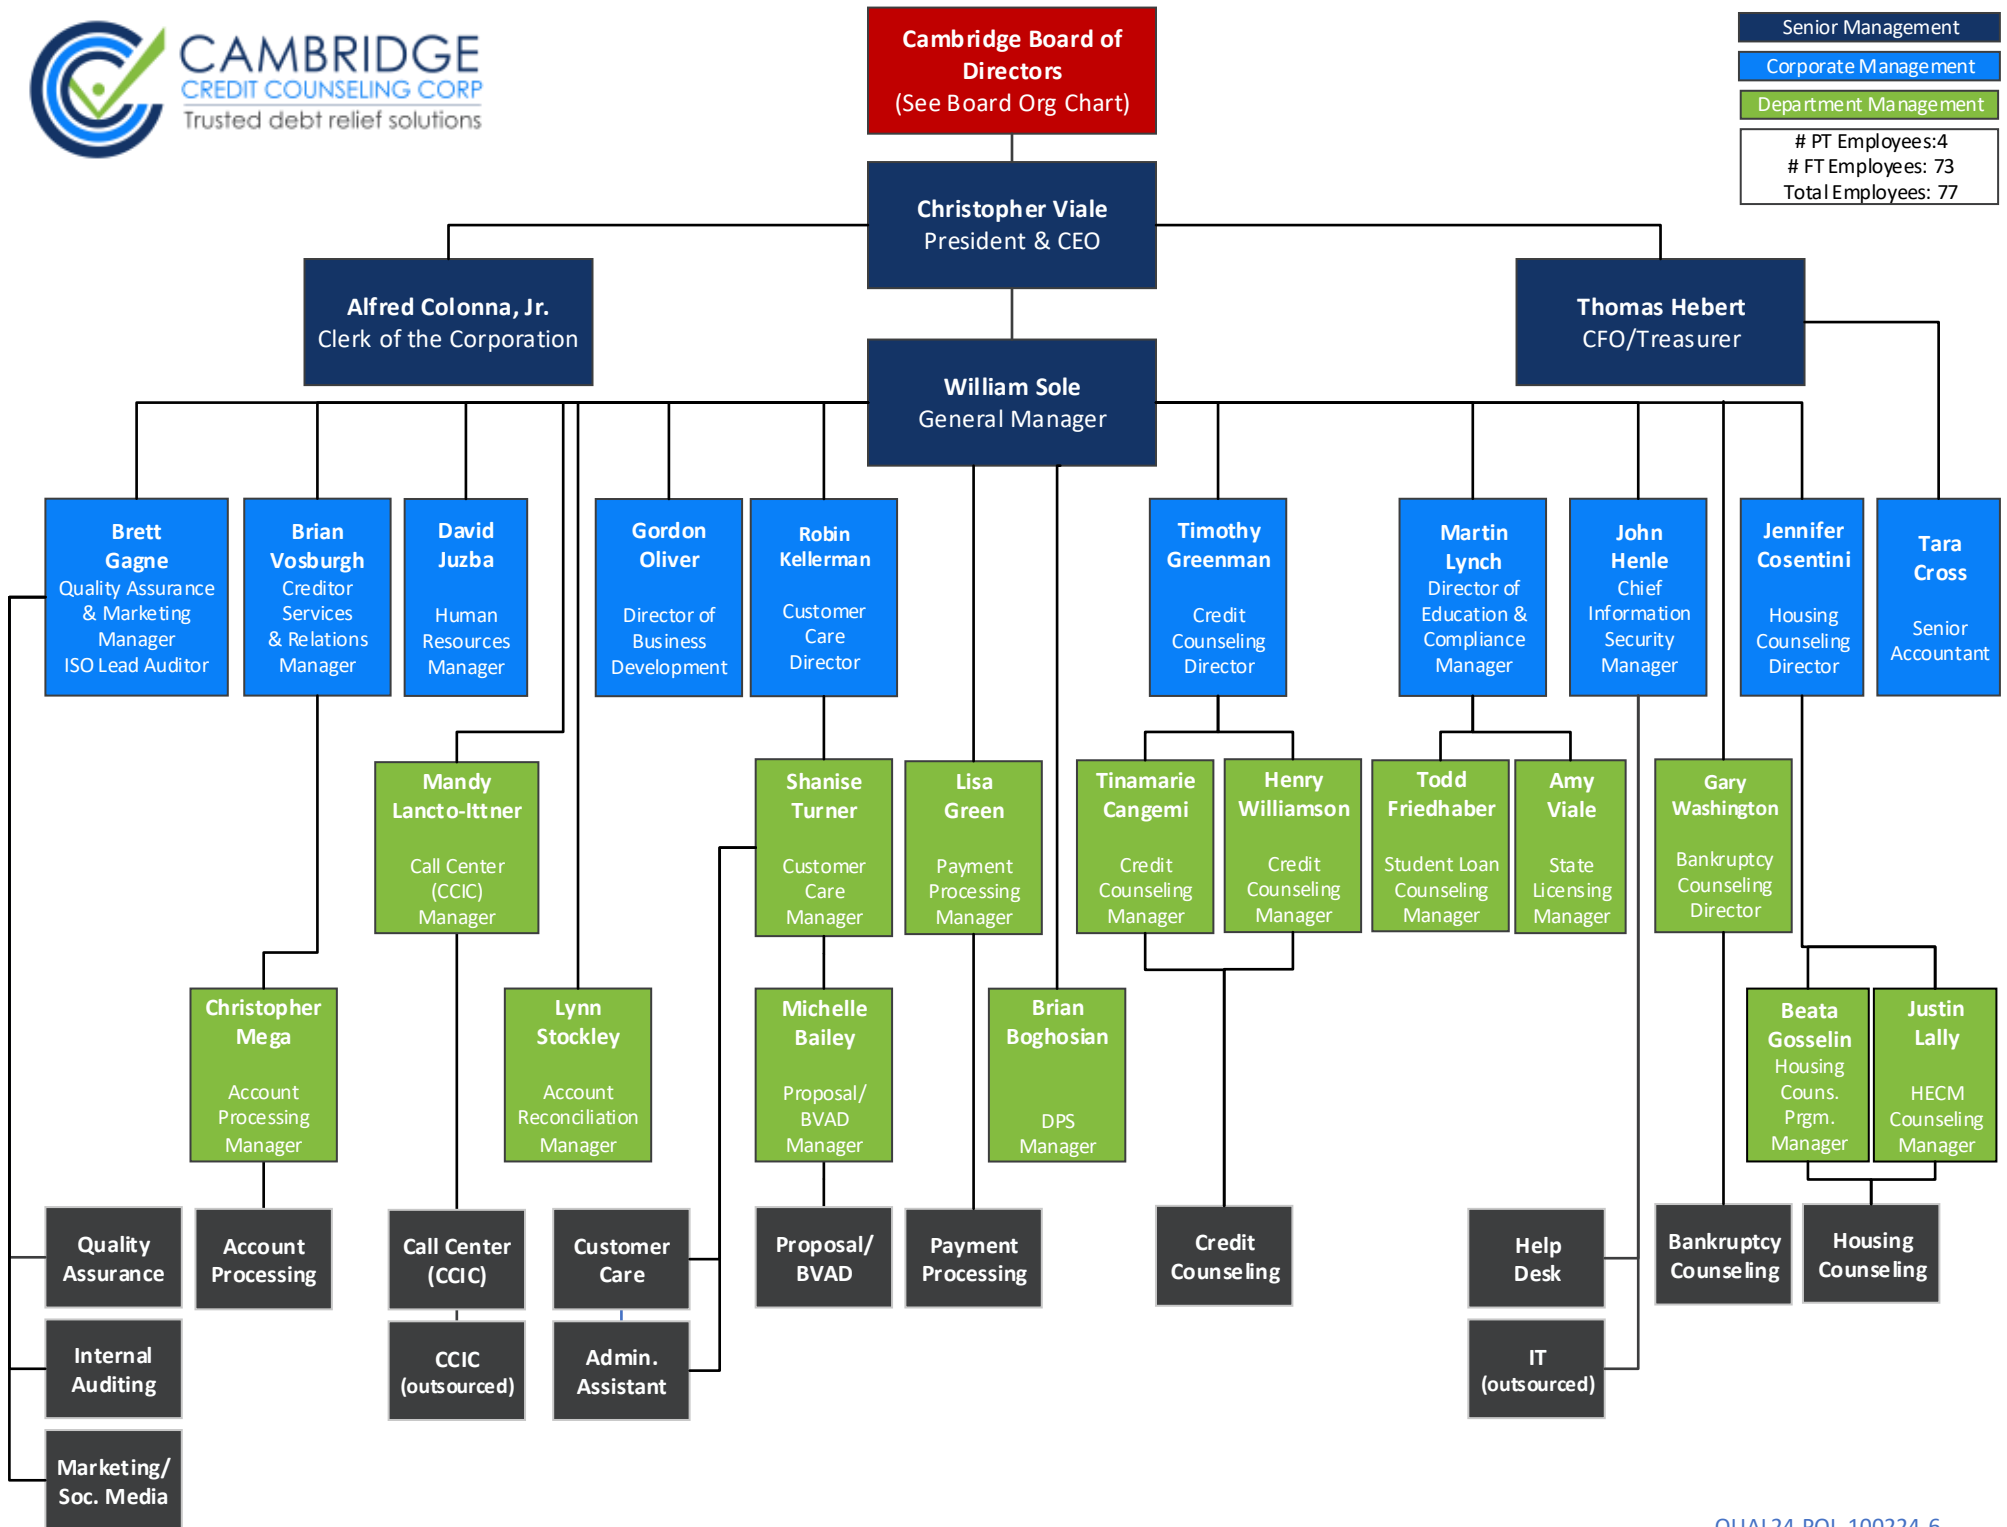 CAMBRIDGE
CREDIT COUNSELING CORP
Trusted debt relief solutions
Cambridge Board of
Directors
(See Board Org Chart)
Senior Management
Corporate Management
Department Management
# PT Employees:4
# FT Employees: 73
Total Employees: 77
Christopher Viale
President & CEO
Alfred Colonna, Jr.
Clerk of the Corporation
Thomas Hebert
CFO/Treasurer
William Sole
General Manager
Brett
Gagne
Quality Assurance
& Marketing
Manager
ISO Lead Auditor
Brian
Vosburgh
Creditor
Services
& Relations
Manager
David
Juzba
Human
Resources
Manager
Gordon
Oliver
Director of
Business
Development
Robin
Kellerman
Customer
Care
Director
Timothy
Greenman
Credit
Counseling
Director
Martin
Lynch
Director of
Education &
Compliance
Manager
John
Henle
Chief
Information
Security
Manager
Jennifer
Cosentini
Housing
Counseling
Director
Tara
Cross
Senior
Accountant
Mandy
Lancto-Ittner
Call Center
(CCIC)
Manager
Shanise
Turner
Customer
Care
Manager
Lisa
Green
Payment
Processing
Manager
Tinamarie
Cangemi
Credit
Counseling
Manager
Henry
Williamson
Credit
Counseling
Manager
Todd
Friedhaber
Student Loan
Counseling
Manager
Amy
Viale
State
Licensing
Manager
Gary
Washington
Bankruptcy
Counseling
Director
Christopher
Mega
Account
Processing
Manager
Lynn
Stockley
Account
Reconciliation
Manager
Michelle
Bailey
Proposal/
BVAD
Manager
Brian
Boghosian
DPS
Manager
Beata
Gosselin
Housing
Couns.
Prgm.
Manager
Justin
Lally
HECM
Counseling
Manager
Quality
Assurance
Account
Processing
Call Center
(CCIC)
Customer
Care
Proposal/
BVAD
Payment
Processing
Credit
Counseling
Help
Desk
Bankruptcy
Counseling
Housing
Counseling
Internal
Auditing
CCIC
(outsourced)
Admin.
Assistant
IT
(outsourced)
Marketing/
Soc. Media
QUAL24-POL-100224-6